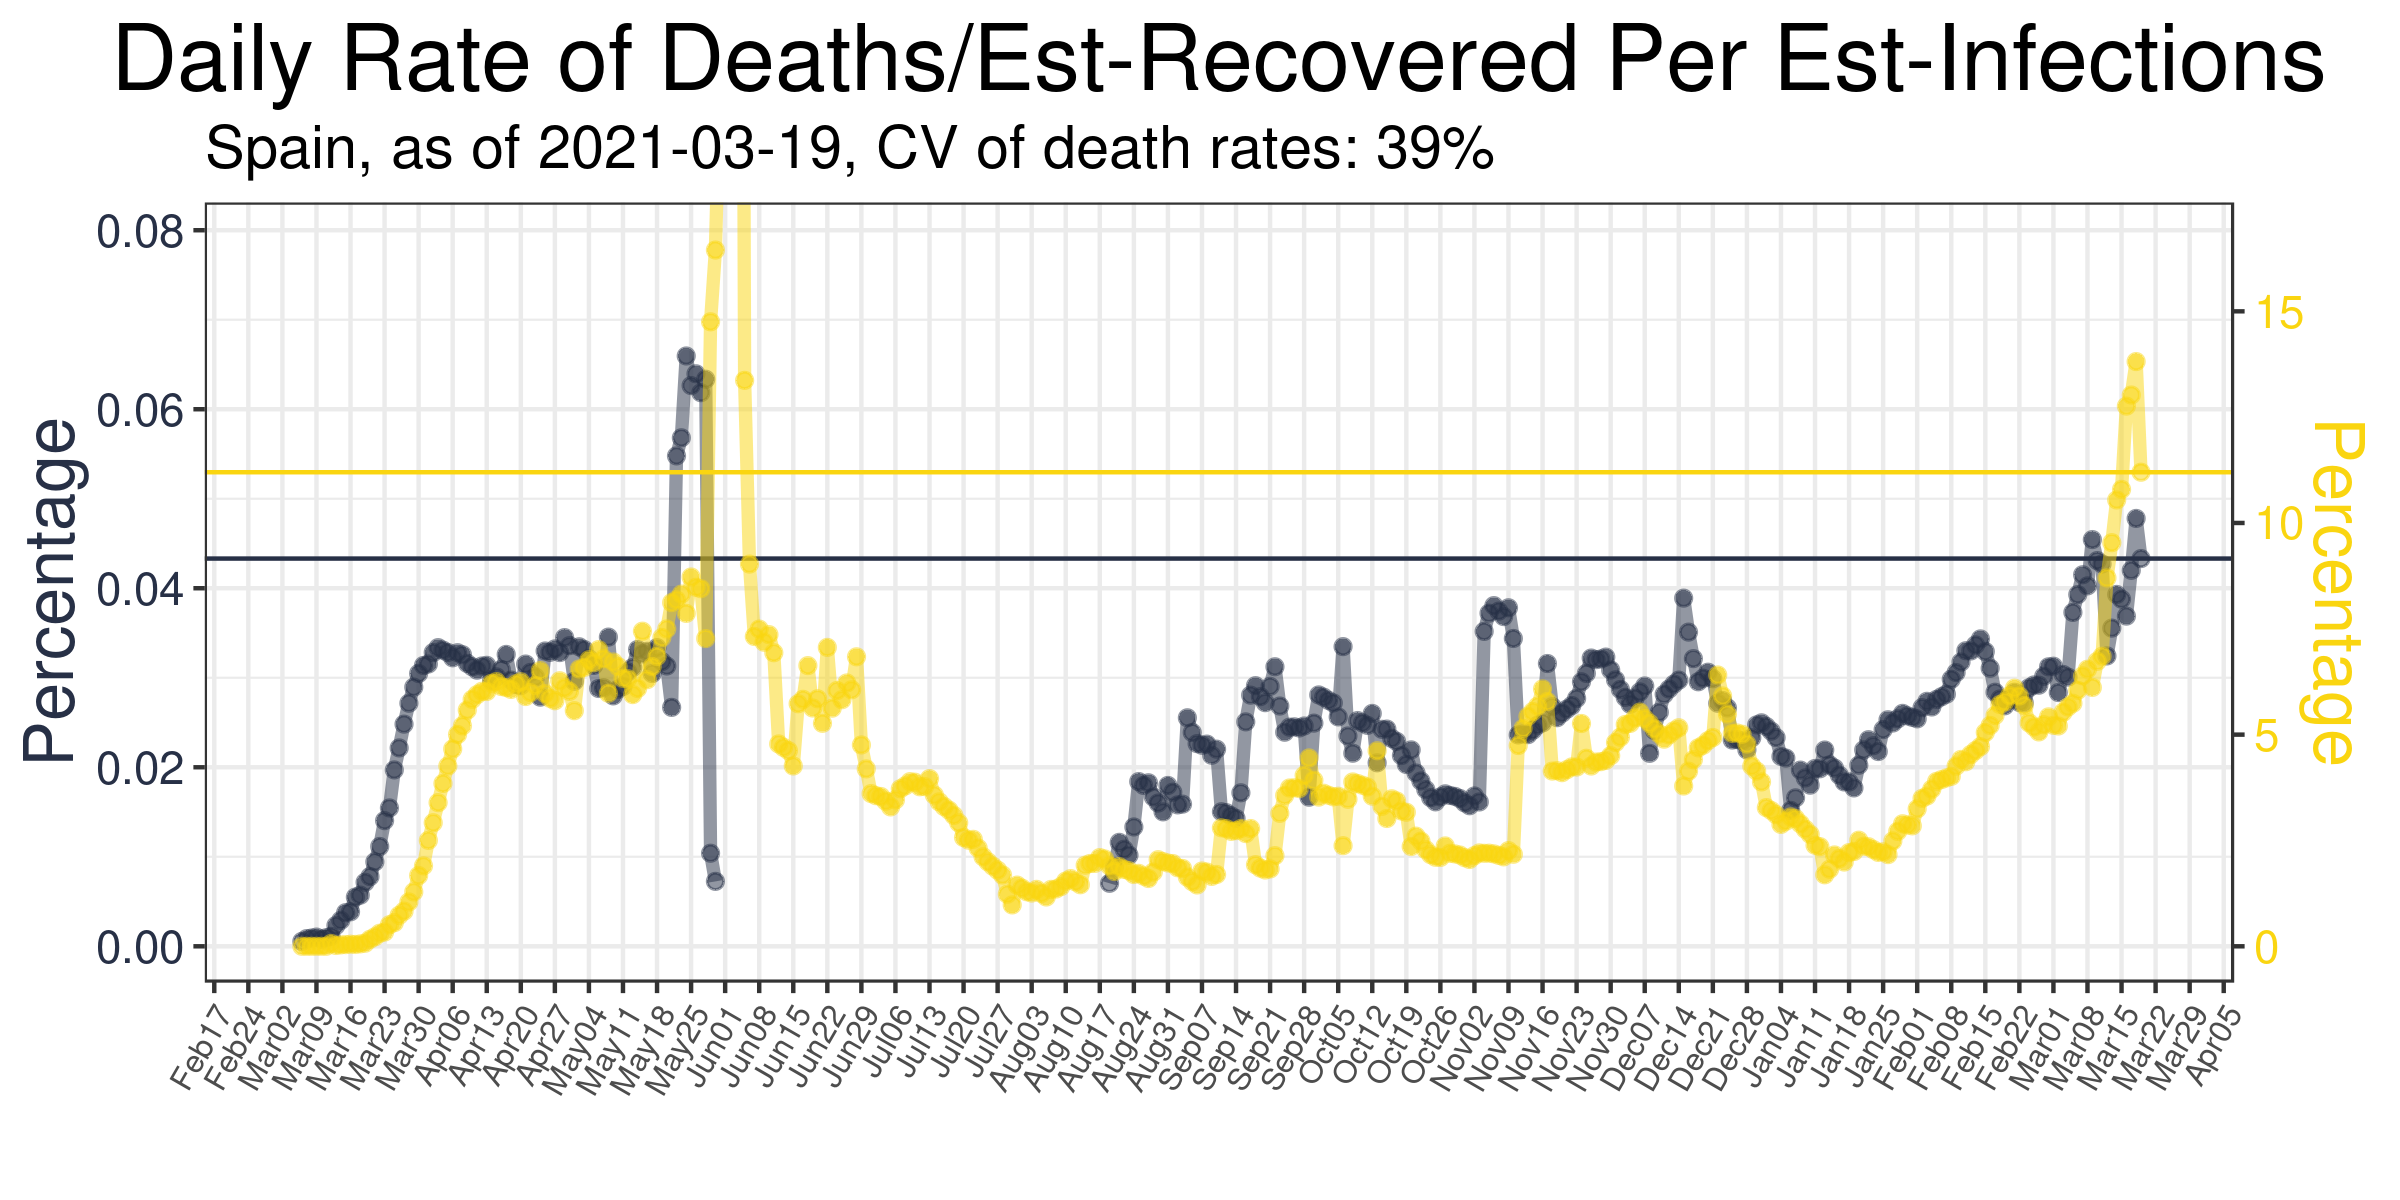 Daily Rate of Deaths/Est-Recovered Per Est-Infections
Spain, as of 2021-03-19, CV of death rates: 39%
Percentage
0.08
0.06
0.04
0.02
0.00
15
10
5
0
Percentage
Feb17
Feb24
Mar02
Mar09
Mar16
Mar23
Mar30
Apr06
Apr13
Apr20
Apr27
May04
May11
May18
May25
Jun01
Jun08
Jun15
Jun22
Jun29
Jul06
Jul13
Jul20
Jul27
Aug03
Aug10
Aug17
Aug24
Aug31
Sep07
Sep14
Sep21
Sep28
Oct05
Oct12
Oct19
Oct26
Nov02
Nov09
Nov16
Nov23
Nov30
Dec07
Dec14
Dec21
Dec28
Jan04
Jan11
Jan18
Jan25
Feb01
Feb08
Feb15
Feb22
Mar01
Mar08
Mar15
Mar22
Mar29
Apr05